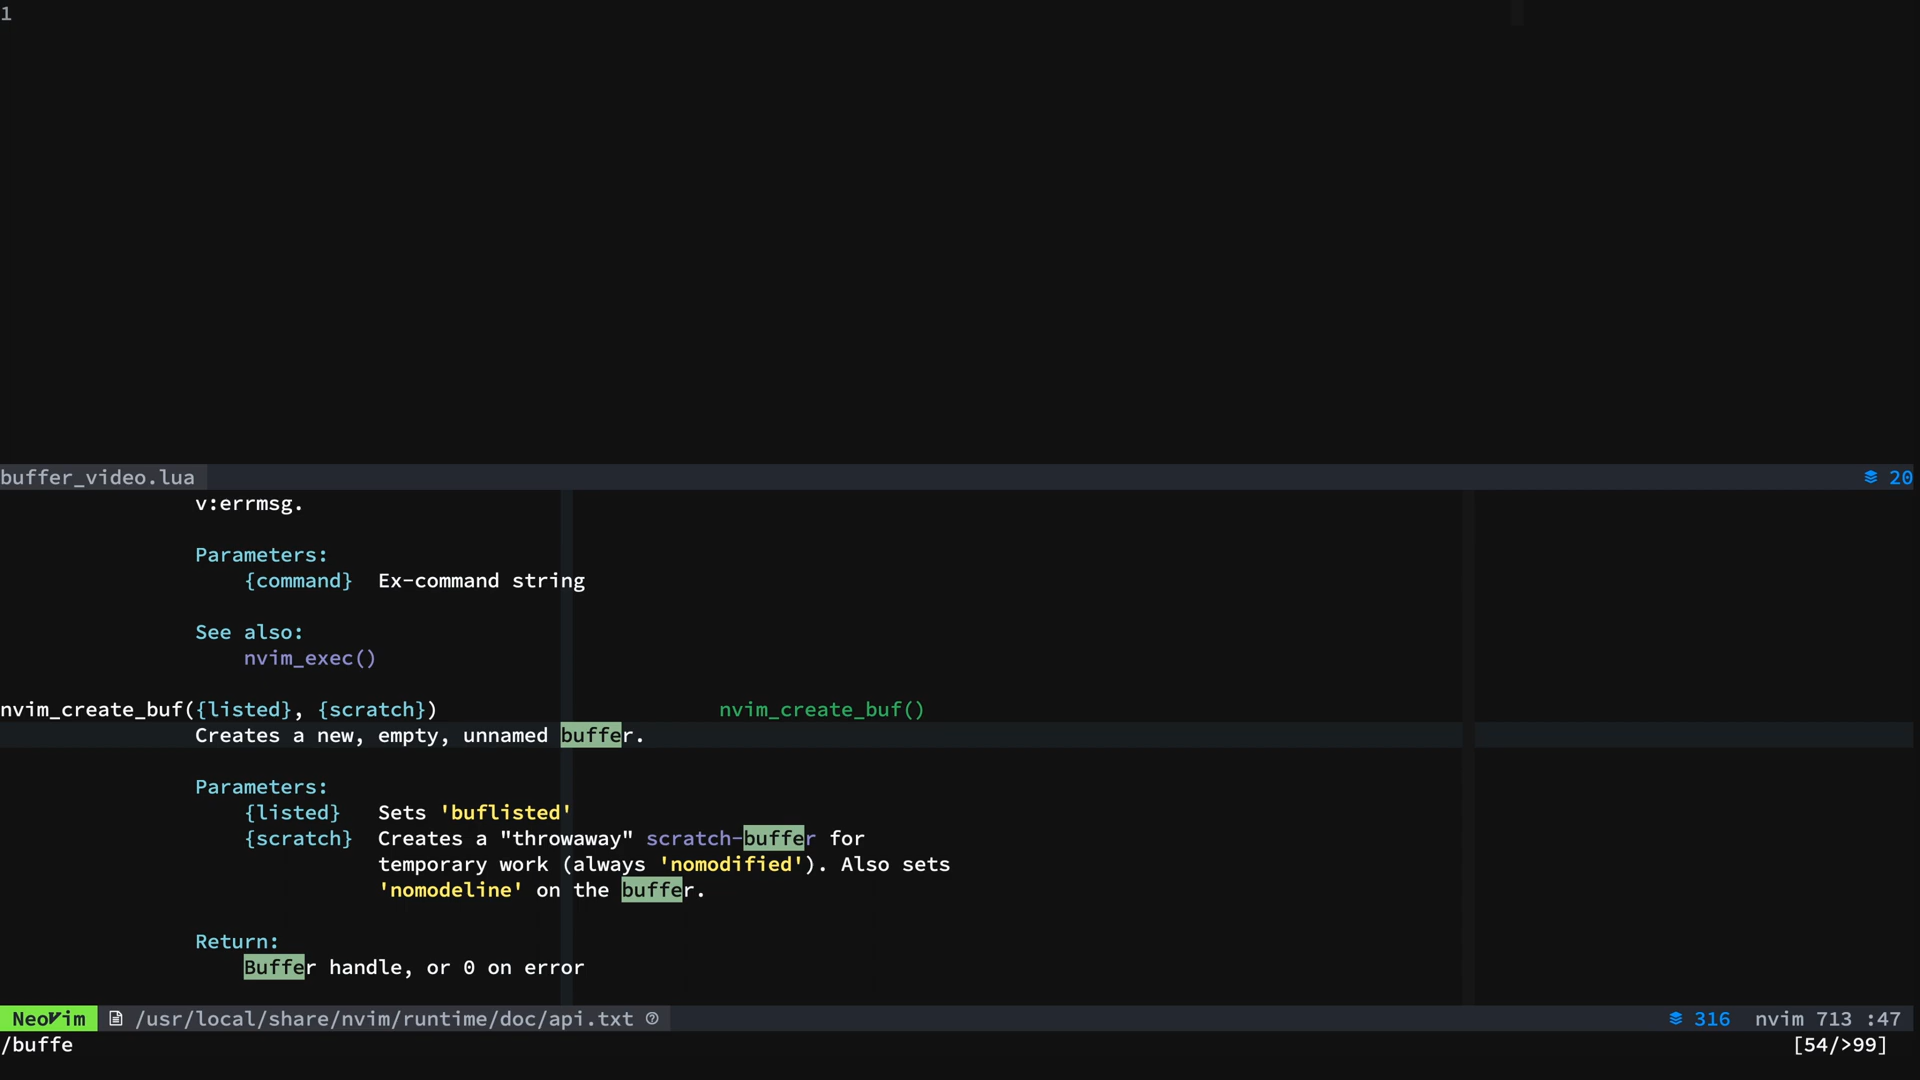 1
buffer_video.lua 20
v:errmsg.
Parameters:
{command} Ex-command string
See also:
nvim_exec()
nvim_create_buf({listed}, {scratch}) nvim_create_buf()
Creates a new, empty, unnamed buffer.
Parameters:
{listed} Sets 'buflisted'
{scratch} Creates a "throwaway" scratch-buffer for
temporary work (always 'nomodified'). Also sets
'nomodeline' on the buffer.
Return:
Buffer handle, or 0 on error
NeoVim /usr/local/share/nvim/runtime/doc/api.txt 316 nvim 713 :47
/buffe [54/>99]